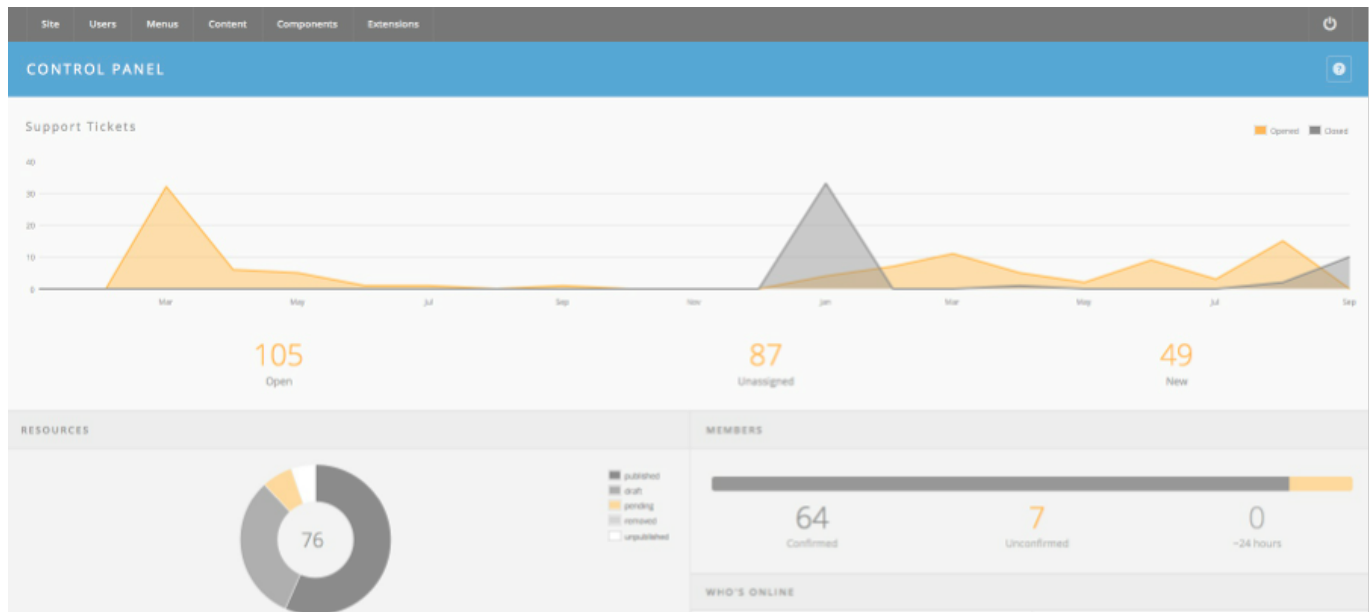 Site Users Menus Content Components Extensions
CONTROL PANEL
?
Support Tickets
Opened Closed
40
30
20
10
0
Mar May Jul Sep Nov Jan Mar May Jul Sep
105 87 49
Open Unassigned New
RESOURCES
published
draft
pending
removed
unpublished
76
MEMBERS
64 7 0
Confirmed Unconfirmed ~24 hours
WHO'S ONLINE